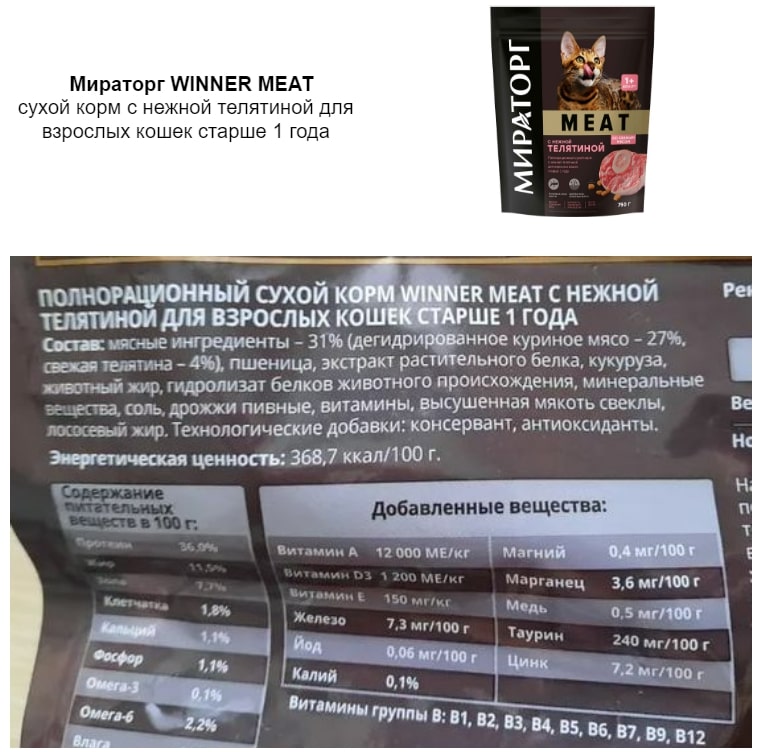 Мираторг WINNER MEAT
сухой корм с нежной телятиной для
взрослых кошек старше 1 года
МИРАТОРГ
1+
MEAT
С НЕЖНОЙ
ТЕЛЯТИНОЙ
750 Г
ПОЛНОРАЦИОННЫЙ СУХОЙ КОРМ WINNER MEAT С НЕЖНОЙ
ТЕЛЯТИНОЙ ДЛЯ ВЗРОСЛЫХ КОШЕК СТАРШЕ 1 ГОДА
Состав: мясные ингредиенты – 31% (дегидрированное куриное мясо – 27%,
свежая телятина – 4%), пшеница, экстракт растительного белка, кукуруза,
животный жир, гидролизат белков животного происхождения, минеральные
вещества, соль, дрожжи пивные, витамины, высушенная мякоть свеклы,
лососевый жир. Технологические добавки: консервант, антиоксиданты.
Энергетическая ценность: 368,7 ккал/100 г.
Содержание
питательных
веществ в 100 г:
Протеин 36,0%
Жир 11,5%
Зола 7,7%
Клетчатка 1,8%
Кальций 1,1%
Фосфор 1,1%
Омега-3 0,1%
Омега-6 2,2%
Влага
Добавленные вещества:
Витамин А 12 000 МЕ/кг Магний 0,4 мг/100 г
Витамин D3 1 200 МЕ/кг Марганец 3,6 мг/100 г
Витамин Е 150 мг/кг Медь 0,5 мг/100 г
Железо 7,3 мг/100 г Таурин 240 мг/100 г
Йод 0,06 мг/100 г Цинк 7,2 мг/100 г
Калий 0,1%
Витамины группы В: В1, В2, В3, В4, В5, В6, В7, В9, В12